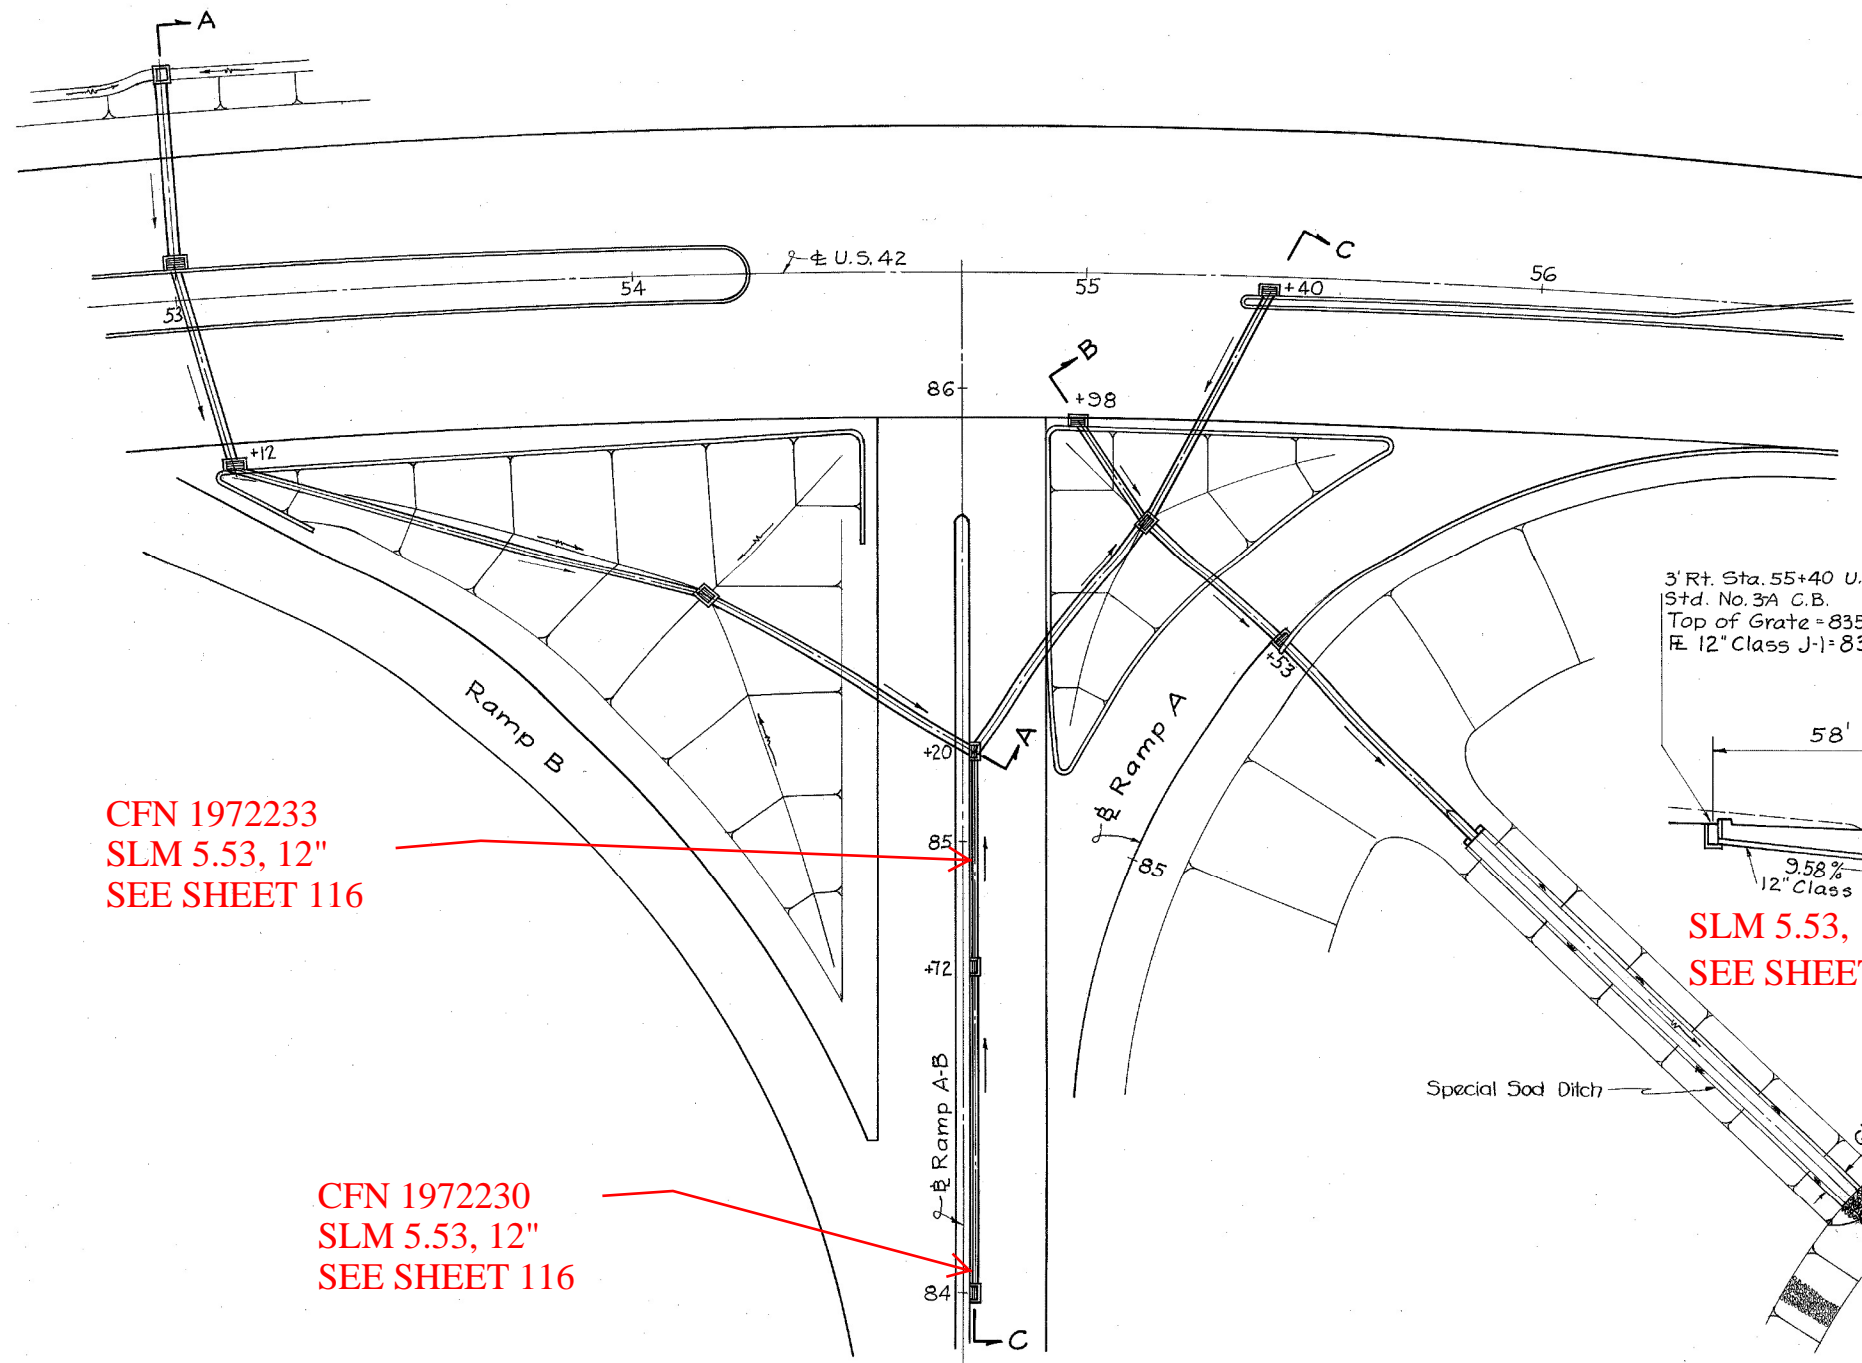 A
℄ U.S. 42
C
53
54
55
56
+40
B
86
+98
+12
3' Rt. Sta. 55+40 U.
Std. No. 3A C.B.
Top of Grate = 835
12" Class J-1 = 83
+53
Ramp B
Ramp A
58'
+20
A
CFN 1972233
SLM 5.53, 12"
SEE SHEET 116
85
85
9.58%
12" Class
SLM 5.53,
SEE SHEET
+72
Ramp A-B
Special Sod Ditch
CFN 1972230
SLM 5.53, 12"
SEE SHEET 116
84
C